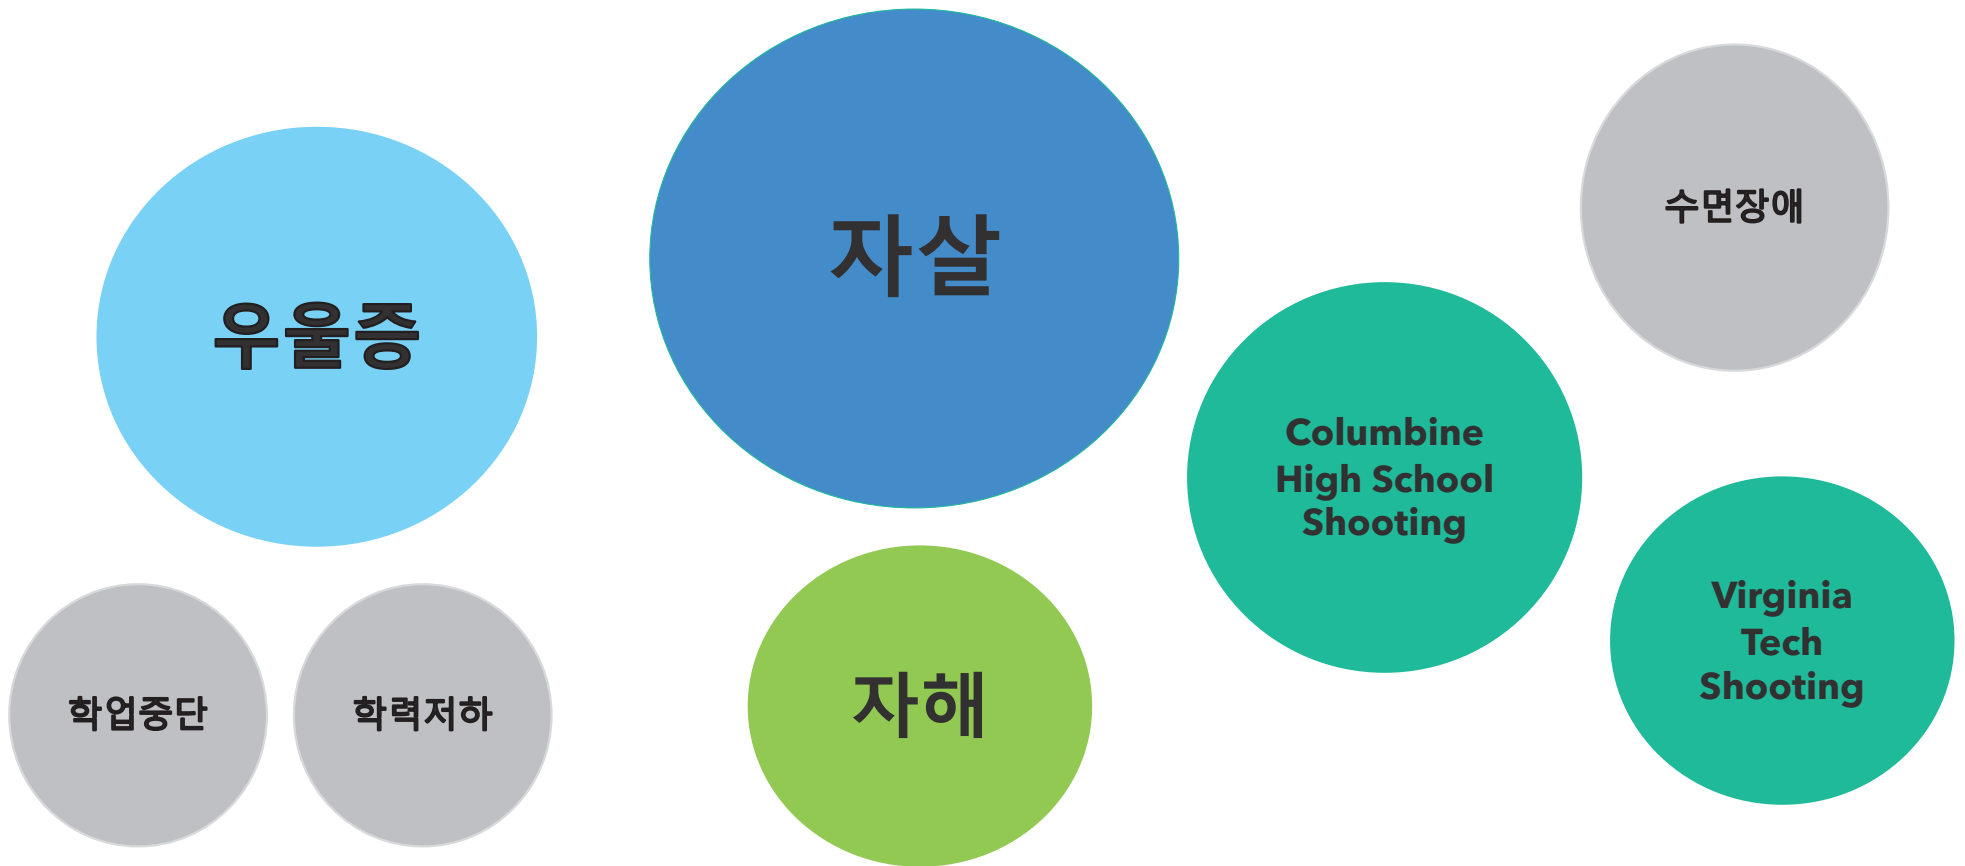 자살
수면장애
우울증
Columbine
High School
Shooting
Virginia
Tech
Shooting
학업중단
학력저하
자해